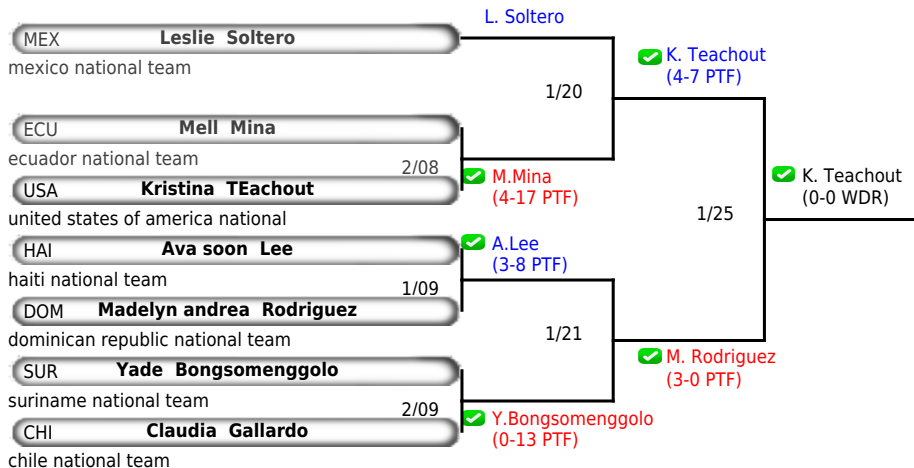 L. Soltero
MEX Leslie Soltero
mexico national team
K. Teachout
(4-7 PTF)
1/20
ECU Mell Mina
ecuador national team
2/08
M.Mina
(4-17 PTF)
USA Kristina TEachout
united states of america national
K. Teachout
(0-0 WDR)
1/25
HAI Ava soon Lee
haiti national team
A.Lee
(3-8 PTF)
1/09
DOM Madelyn andrea Rodriguez
dominican republic national team
1/21
M. Rodriguez
(3-0 PTF)
SUR Yade Bongsomenggolo
suriname national team
2/09
Y.Bongsomenggolo
(0-13 PTF)
CHI Claudia Gallardo
chile national team